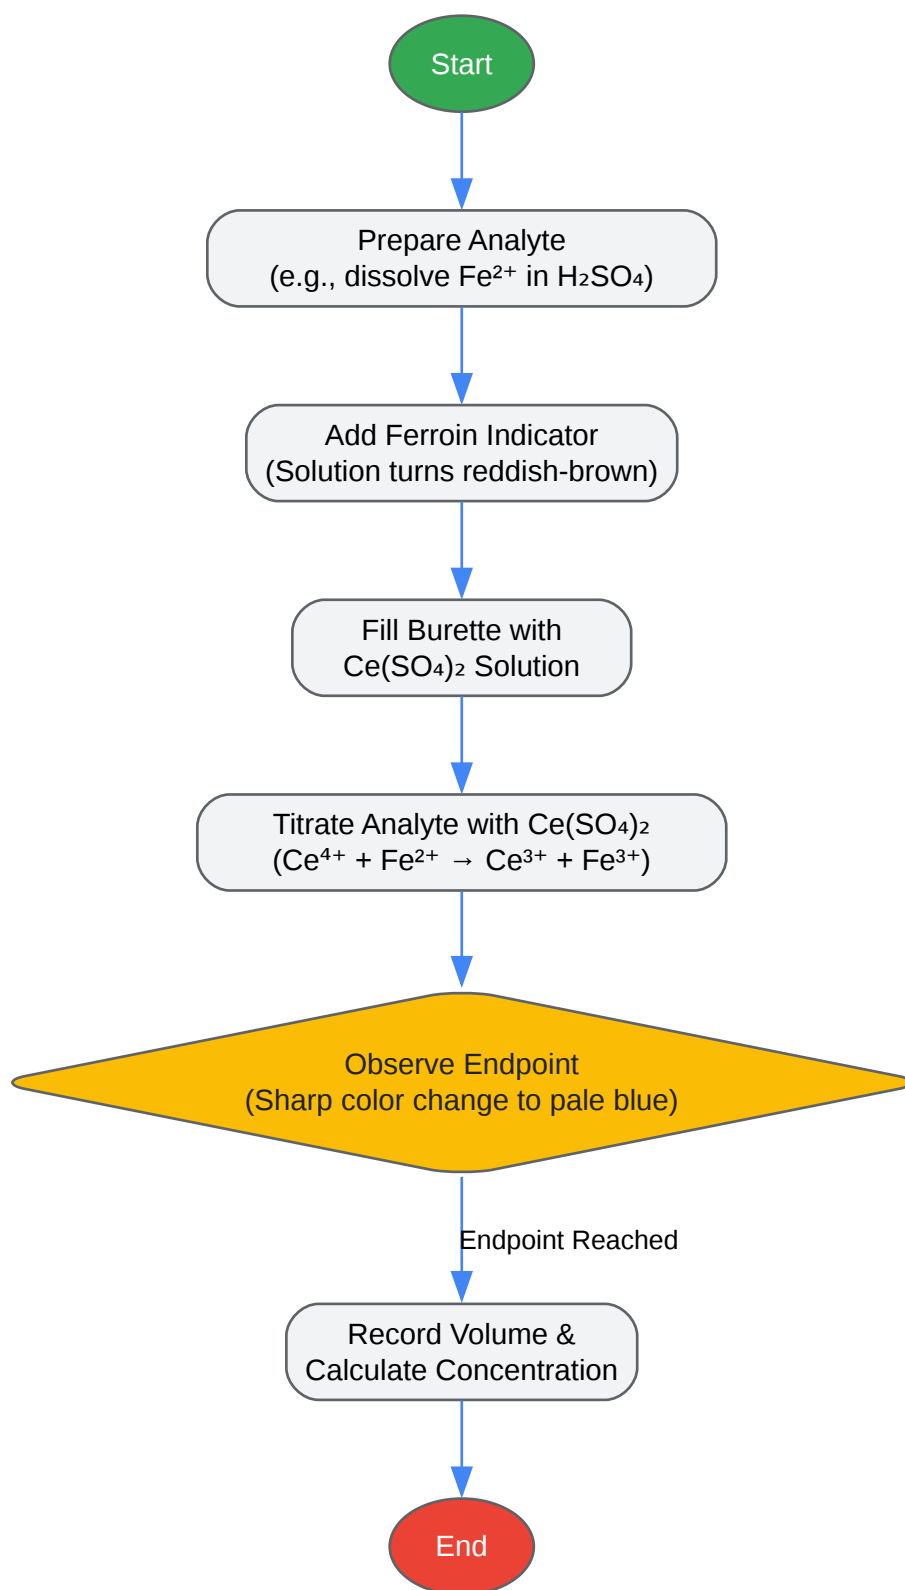 Start
Prepare Analyte
(e.g., dissolve Fe²⁺ in H₂SO₄)
Add Ferroin Indicator
(Solution turns reddish-brown)
Fill Burette with
Ce(SO₄)₂ Solution
Titrate Analyte with Ce(SO₄)₂
(Ce⁴⁺ + Fe²⁺ → Ce³⁺ + Fe³⁺)
Observe Endpoint
(Sharp color change to pale blue)
Endpoint Reached
Record Volume &
Calculate Concentration
End